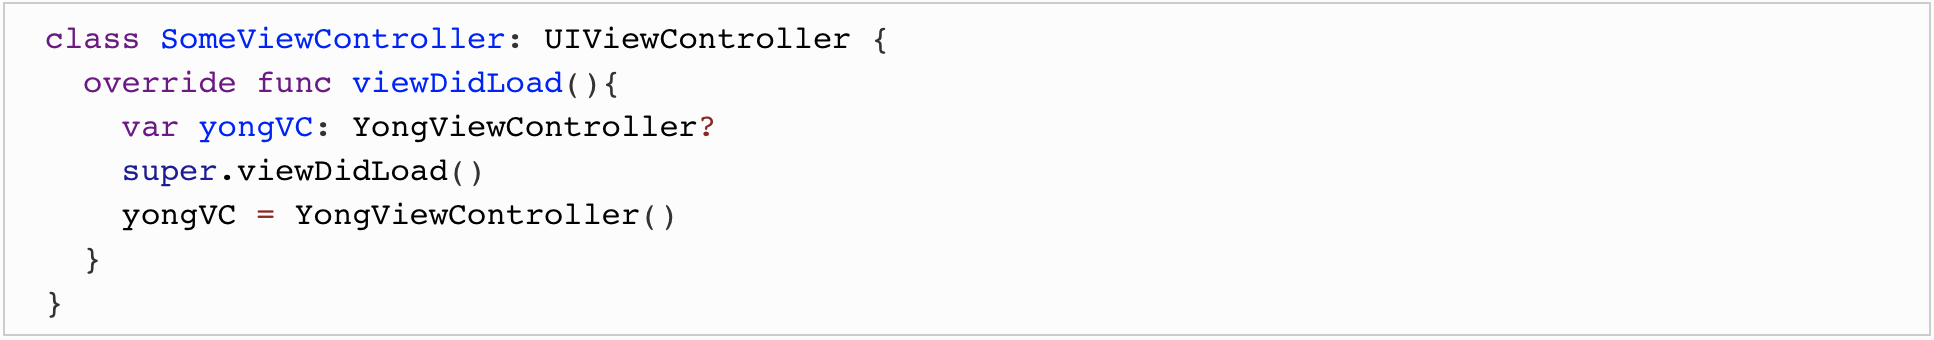 class SomeViewController: UIViewController {
  override func viewDidLoad(){
    var yongVC: YongViewController?
    super.viewDidLoad()
    yongVC = YongViewController()
  }
}